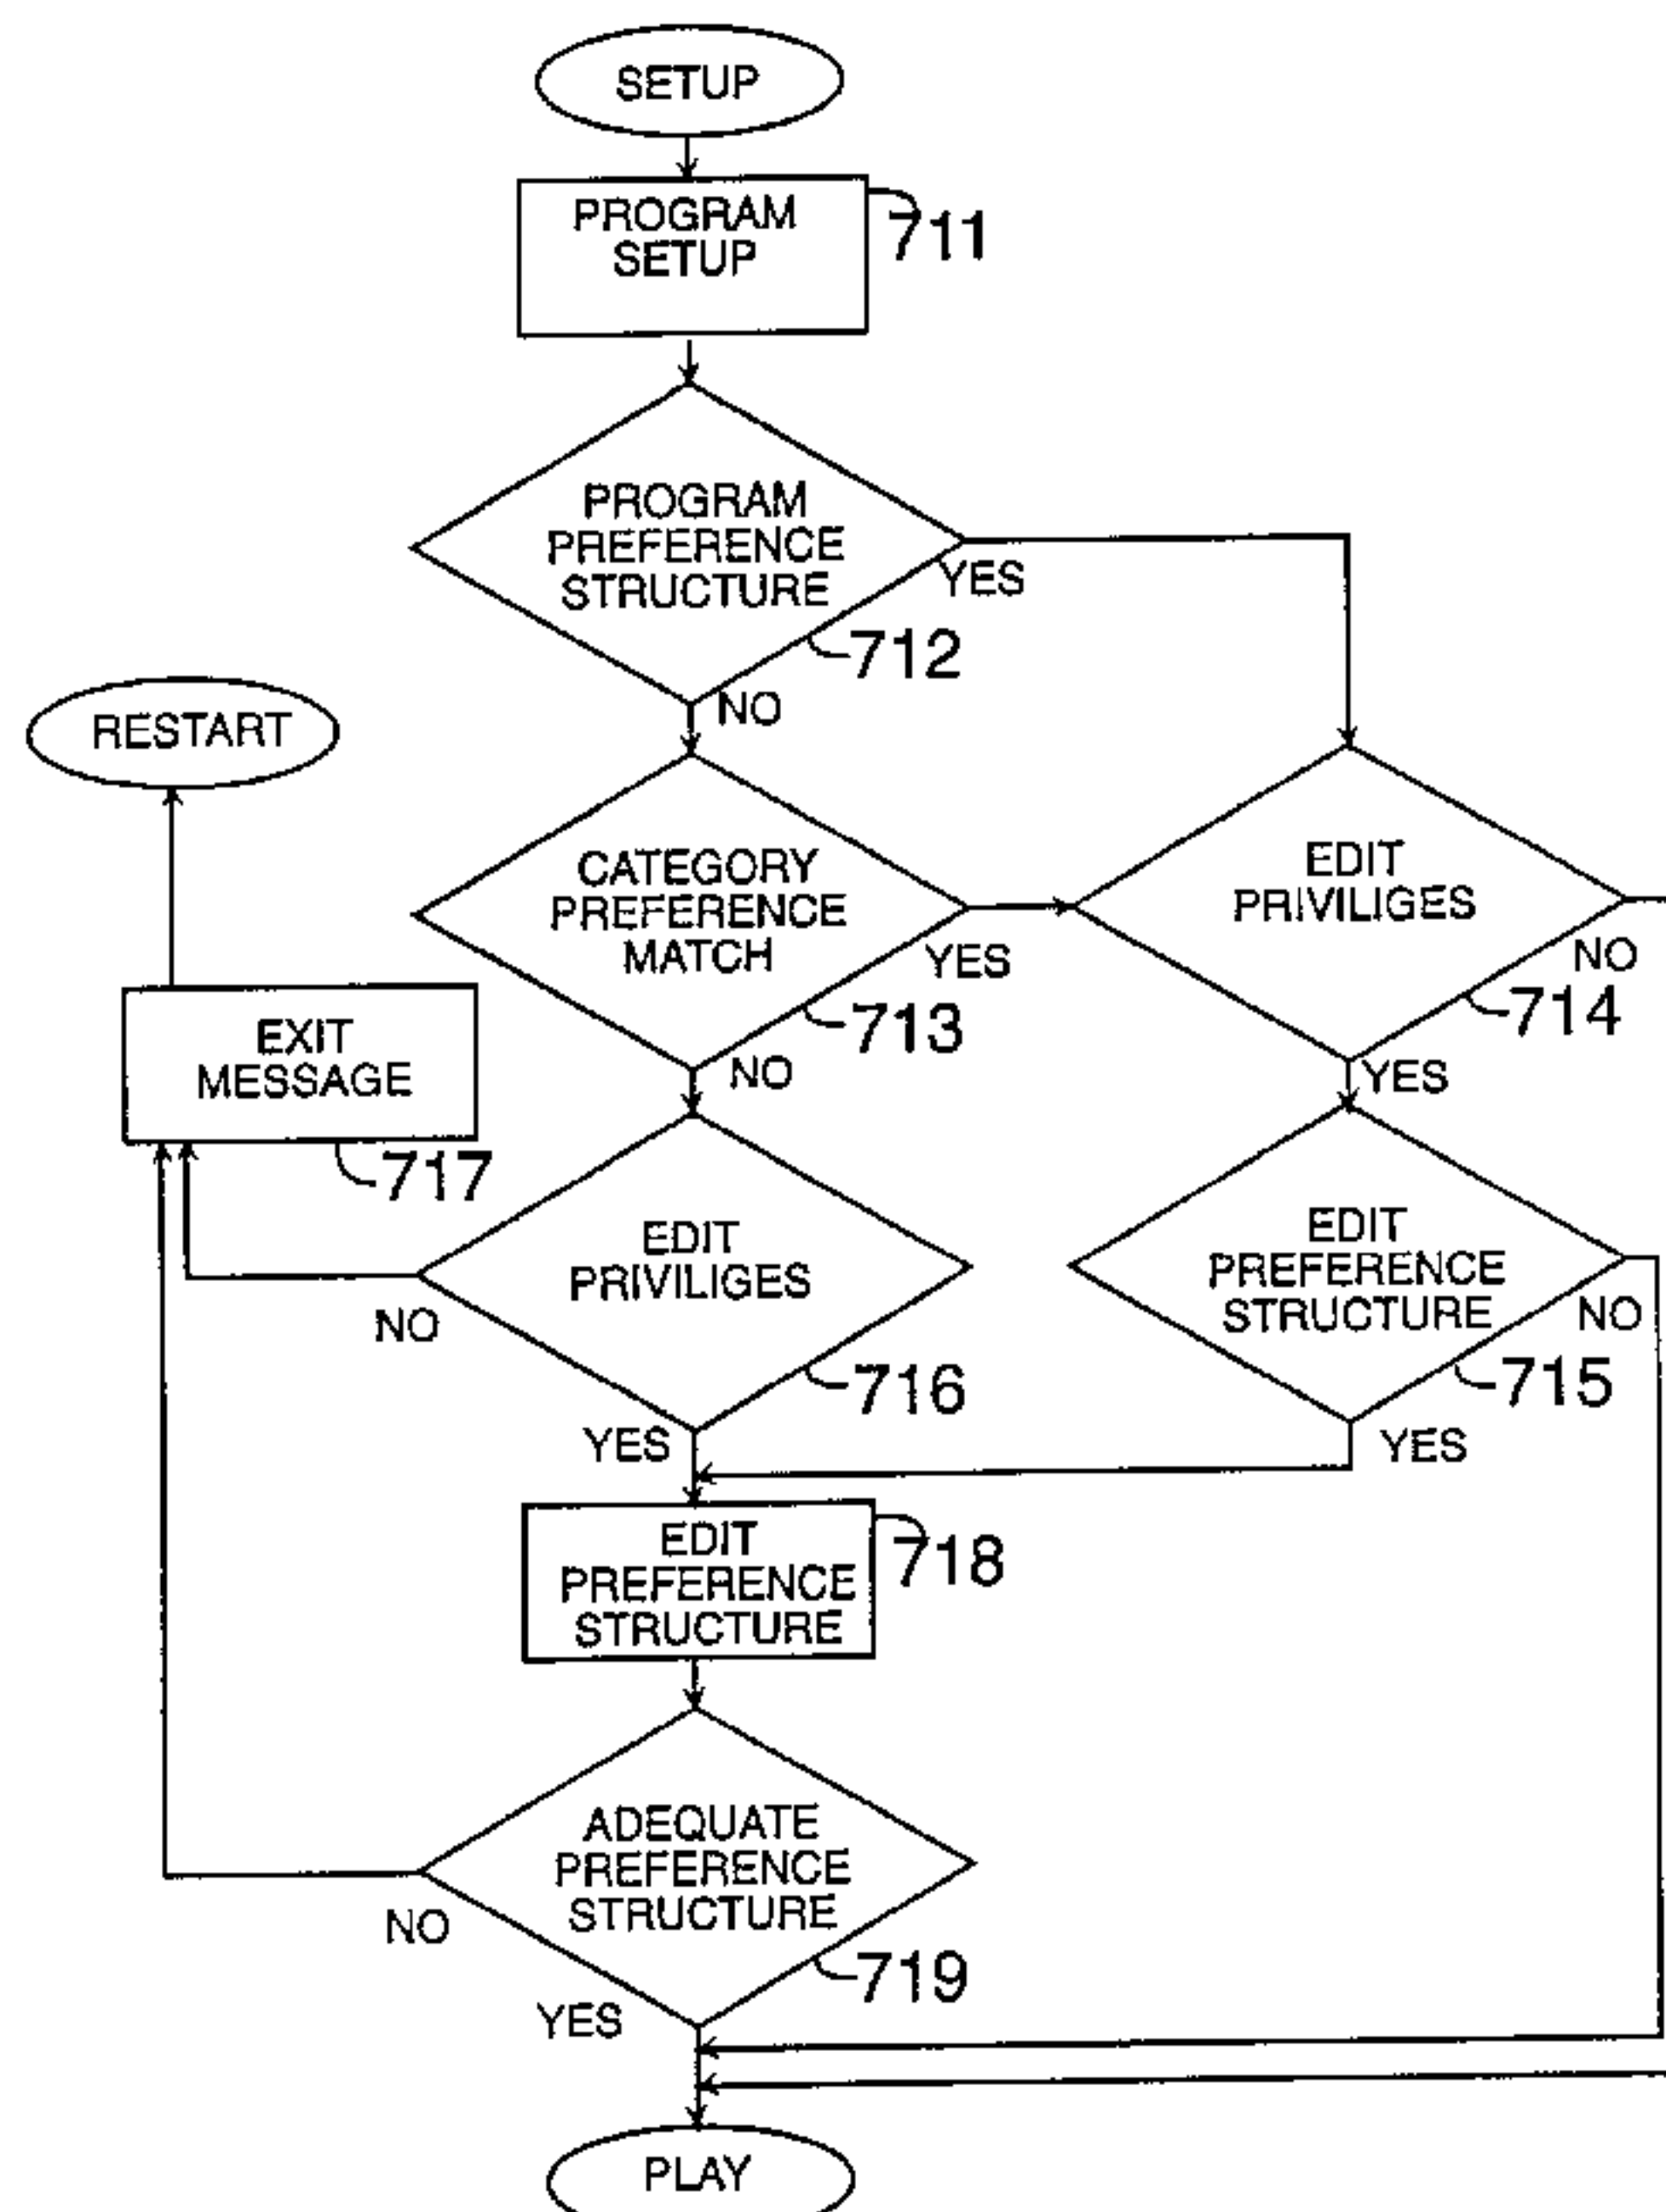 SETUP
PROGRAM
SETUP
711
PROGRAM
PREFERENCE
STRUCTURE
YES
712
NO
RESTART
CATEGORY
PREFERENCE
MATCH
YES
713
NO
EDIT
PRIVILIGES
NO
714
YES
EXIT
MESSAGE
717
EDIT
PRIVILIGES
NO
716
YES
EDIT
PREFERENCE
STRUCTURE
NO
715
YES
EDIT
PREFERENCE
STRUCTURE
718
ADEQUATE
PREFERENCE
STRUCTURE
NO
719
YES
PLAY